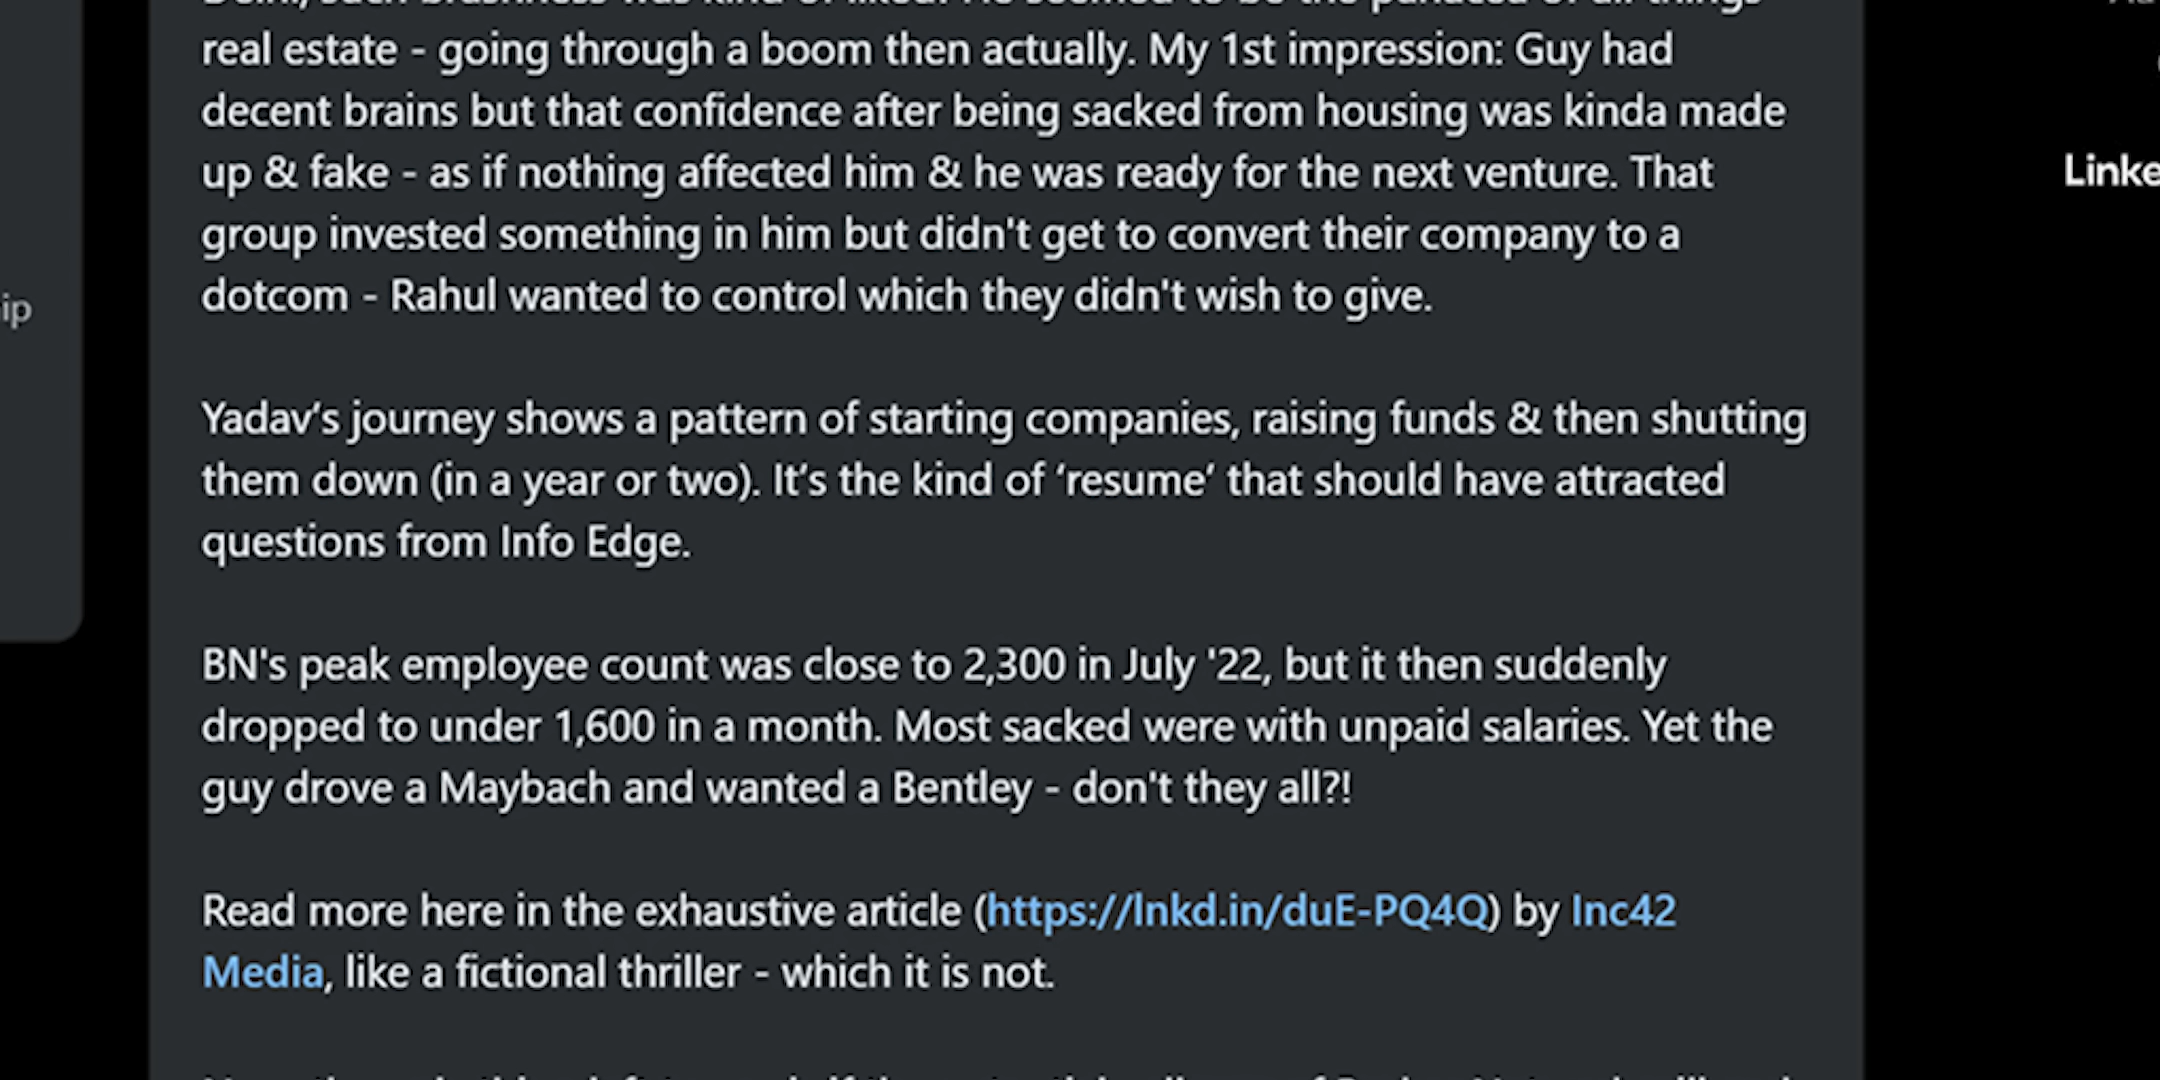 real estate - going through a boom then actually. My 1st impression: Guy had
decent brains but that confidence after being sacked from housing was kinda made
up & fake - as if nothing affected him & he was ready for the next venture. That
group invested something in him but didn't get to convert their company to a
dotcom - Rahul wanted to control which they didn't wish to give.
Yadav’s journey shows a pattern of starting companies, raising funds & then shutting
them down (in a year or two). It’s the kind of ‘resume’ that should have attracted
questions from Info Edge.
BN's peak employee count was close to 2,300 in July '22, but it then suddenly
dropped to under 1,600 in a month. Most sacked were with unpaid salaries. Yet the
guy drove a Maybach and wanted a Bentley - don't they all?!
Read more here in the exhaustive article (https://lnkd.in/duE-PQ4Q) by Inc42
Media, like a fictional thriller - which it is not.
ip
Linke